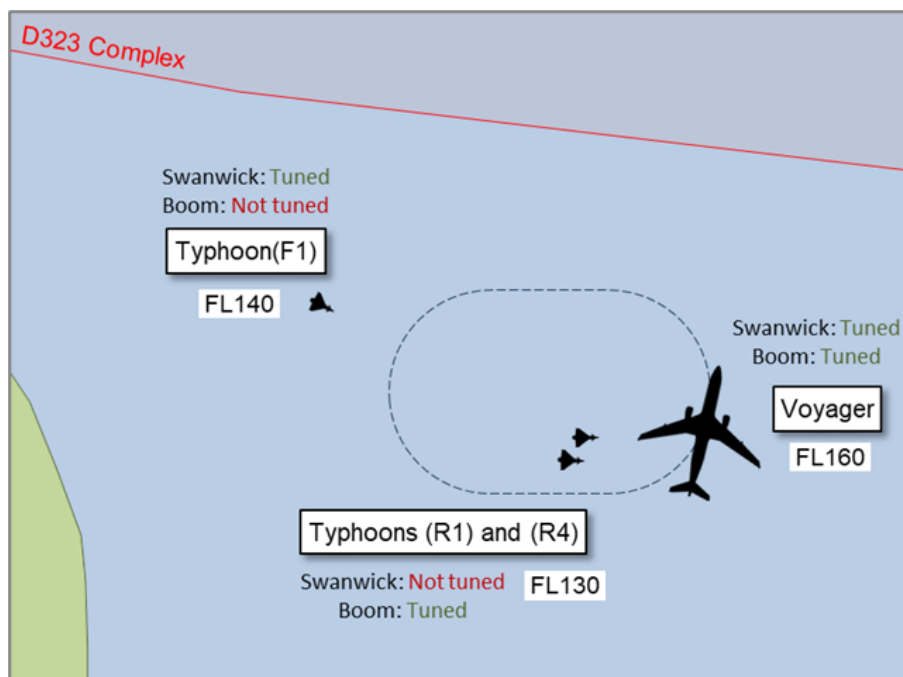 D323 Complex
Swanwick: Tuned
Boom: Not tuned
Typhoon(F1)
FL140
Swanwick: Tuned
Boom: Tuned
Voyager
FL160
Typhoons (R1) and (R4)
Swanwick: Not tuned
FL130
Boom: Tuned